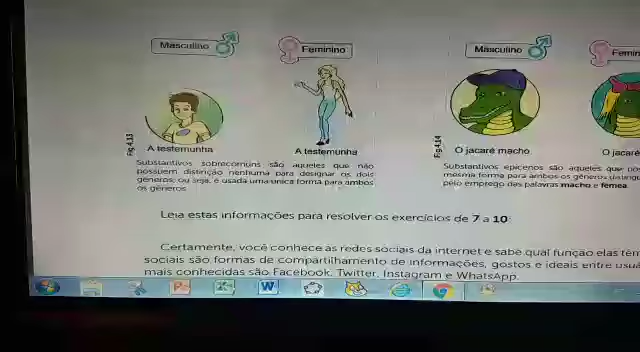 Masculino
Feminino
Masculino
Femin
Fig.4.13
A testemunha
A testemunha
Fig.4.14
O jacaré macho
O jacaré
Substantivos sobrecomuns são aqueles que não
possuem distinção nenhuma para designar os dois
gêneros, ou seja, é usada uma única forma para ambos
os gêneros.
Substantivos epicenos são aqueles que
mesma forma para ambos os gêneros
pelo emprego das palavras macho e fêmea.
Leia estas informações para resolver os exercícios de 7 a 10:
Certamente, você conhece as redes sociais da internet e sabe qual função elas têm
sociais são formas de compartilhamento de informações, gostos e ideais entre
mais conhecidas são Facebook, Twitter, Instagram e WhatsApp.